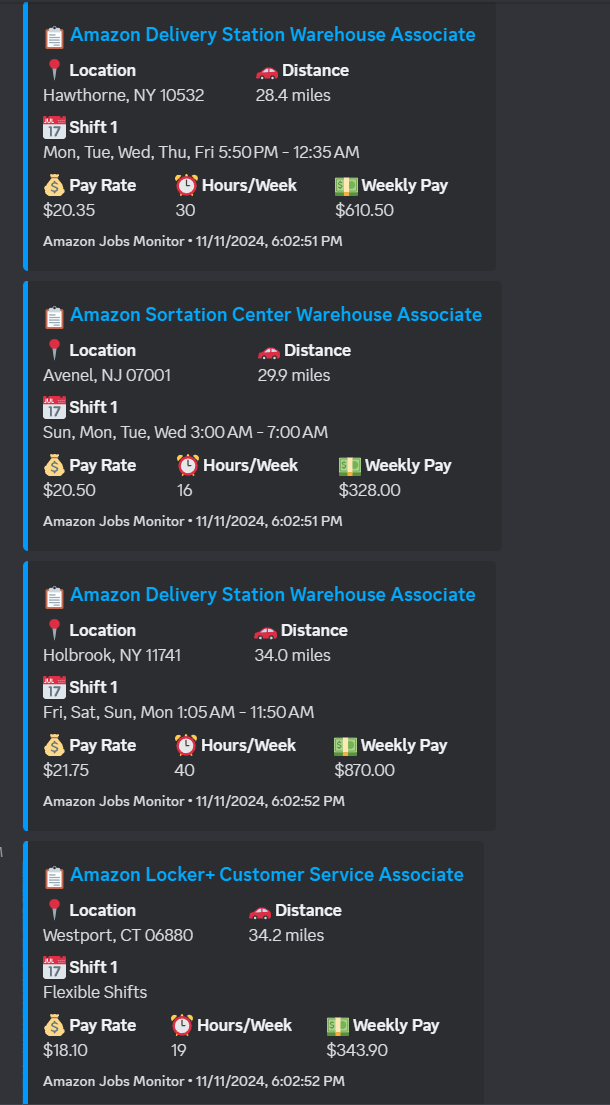 Amazon Delivery Station Warehouse Associate
Location Distance
Hawthorne, NY 10532 28.4 miles
JUL 17 Shift 1
Mon, Tue, Wed, Thu, Fri 5:50 PM - 12:35 AM
Pay Rate Hours/Week Weekly Pay
$20.35 30 $610.50
Amazon Jobs Monitor • 11/11/2024, 6:02:51 PM
Amazon Sortation Center Warehouse Associate
Location Distance
Avenel, NJ 07001 29.9 miles
JUL 17 Shift 1
Sun, Mon, Tue, Wed 3:00 AM - 7:00 AM
Pay Rate Hours/Week Weekly Pay
$20.50 16 $328.00
Amazon Jobs Monitor • 11/11/2024, 6:02:51 PM
Amazon Delivery Station Warehouse Associate
Location Distance
Holbrook, NY 11741 34.0 miles
JUL 17 Shift 1
Fri, Sat, Sun, Mon 1:05 AM - 11:50 AM
Pay Rate Hours/Week Weekly Pay
$21.75 40 $870.00
Amazon Jobs Monitor • 11/11/2024, 6:02:52 PM
Amazon Locker+ Customer Service Associate
Location Distance
Westport, CT 06880 34.2 miles
JUL 17 Shift 1
Flexible Shifts
Pay Rate Hours/Week Weekly Pay
$18.10 19 $343.90
Amazon Jobs Monitor • 11/11/2024, 6:02:52 PM